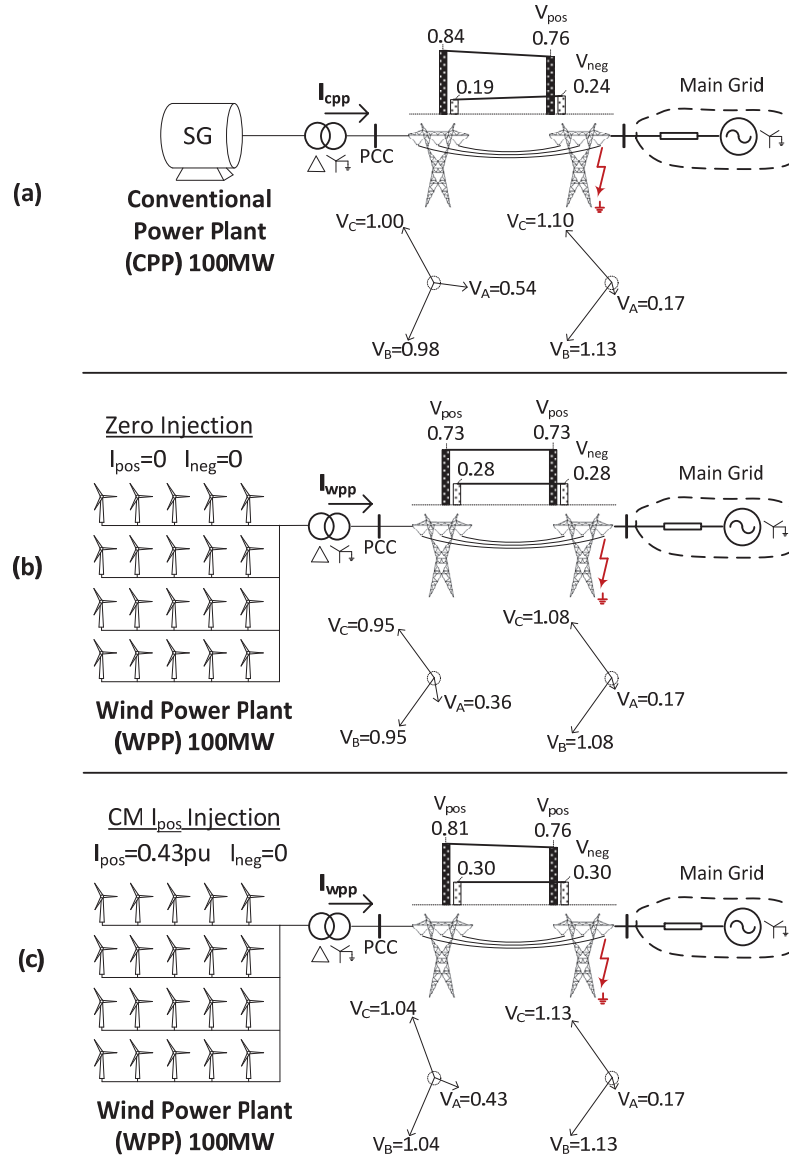 (a)
SG
Conventional
Power Plant
(CPP) 100MW
Icpp
PCC
Vpos
0.84
0.76
Vneg
0.19
0.24
Main Grid
VC=1.00
VA=0.54
VB=0.98
VC=1.10
VA=0.17
VB=1.13
(b)
Zero Injection
Ipos=0 Ineg=0
Wind Power Plant
(WPP) 100MW
Iwpp
PCC
Vpos
0.73
Vpos
0.73
Vneg
0.28
0.28
Main Grid
VC=0.95
VA=0.36
VB=0.95
VC=1.08
VA=0.17
VB=1.08
(c)
CM Ipos Injection
Ipos=0.43pu Ineg=0
Wind Power Plant
(WPP) 100MW
Iwpp
PCC
Vpos
0.81
Vpos
0.76
Vneg
0.30
0.30
Main Grid
VC=1.04
VA=0.43
VB=1.04
VC=1.13
VA=0.17
VB=1.13